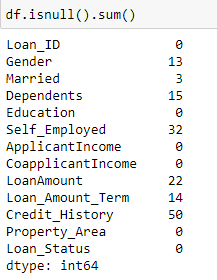 df.isnull().sum()
Loan_ID 0
Gender 13
Married 3
Dependents 15
Education 0
Self_Employed 32
ApplicantIncome 0
CoapplicantIncome 0
LoanAmount 22
Loan_Amount_Term 14
Credit_History 50
Property_Area 0
Loan_Status 0
dtype: int64